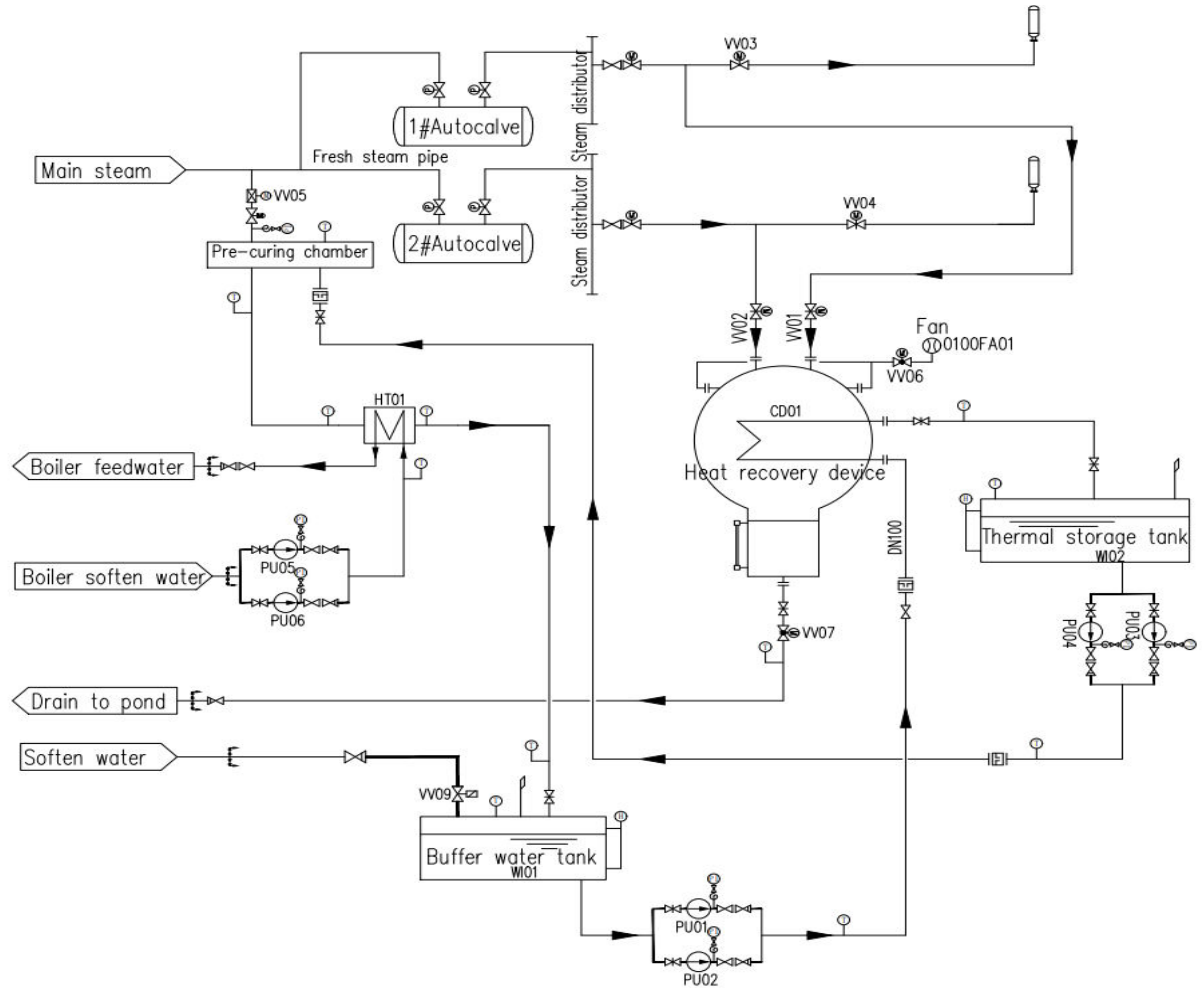 VV03
1#Autocalve
Steam distributor
Fresh steam pipe
Main steam
VV05
2#Autocalve
Steam distributor
VV04
Pre-curing chamber
VV02
VV01
Fan
0100FA01
VV06
HT01
CD01
Boiler feedwater
Heat recovery device
Thermal storage tank
WI02
DN100
PU05
Boiler soften water
PU06
PU04
PU03
VV07
Drain to pond
Soften water
VV09
Buffer water tank
WI01
PU01
PU02